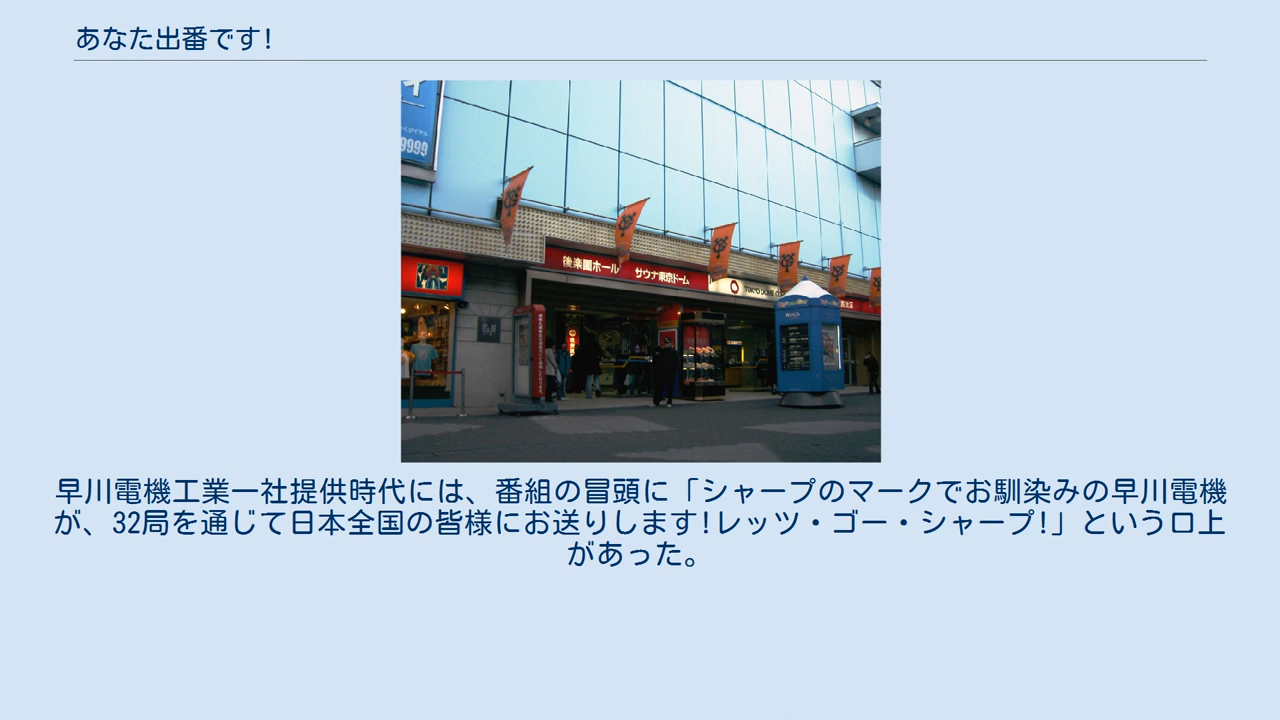 あなた出番です!
9999
後楽園ホール サウナ東京ドーム
TOKYO DOME
早川電機工業一社提供時代には、番組の冒頭に「シャープのマークでお馴染みの早川電機
が、32局を通じて日本全国の皆様にお送りします!レッツ・ゴー・シャープ!」という口上
があった。